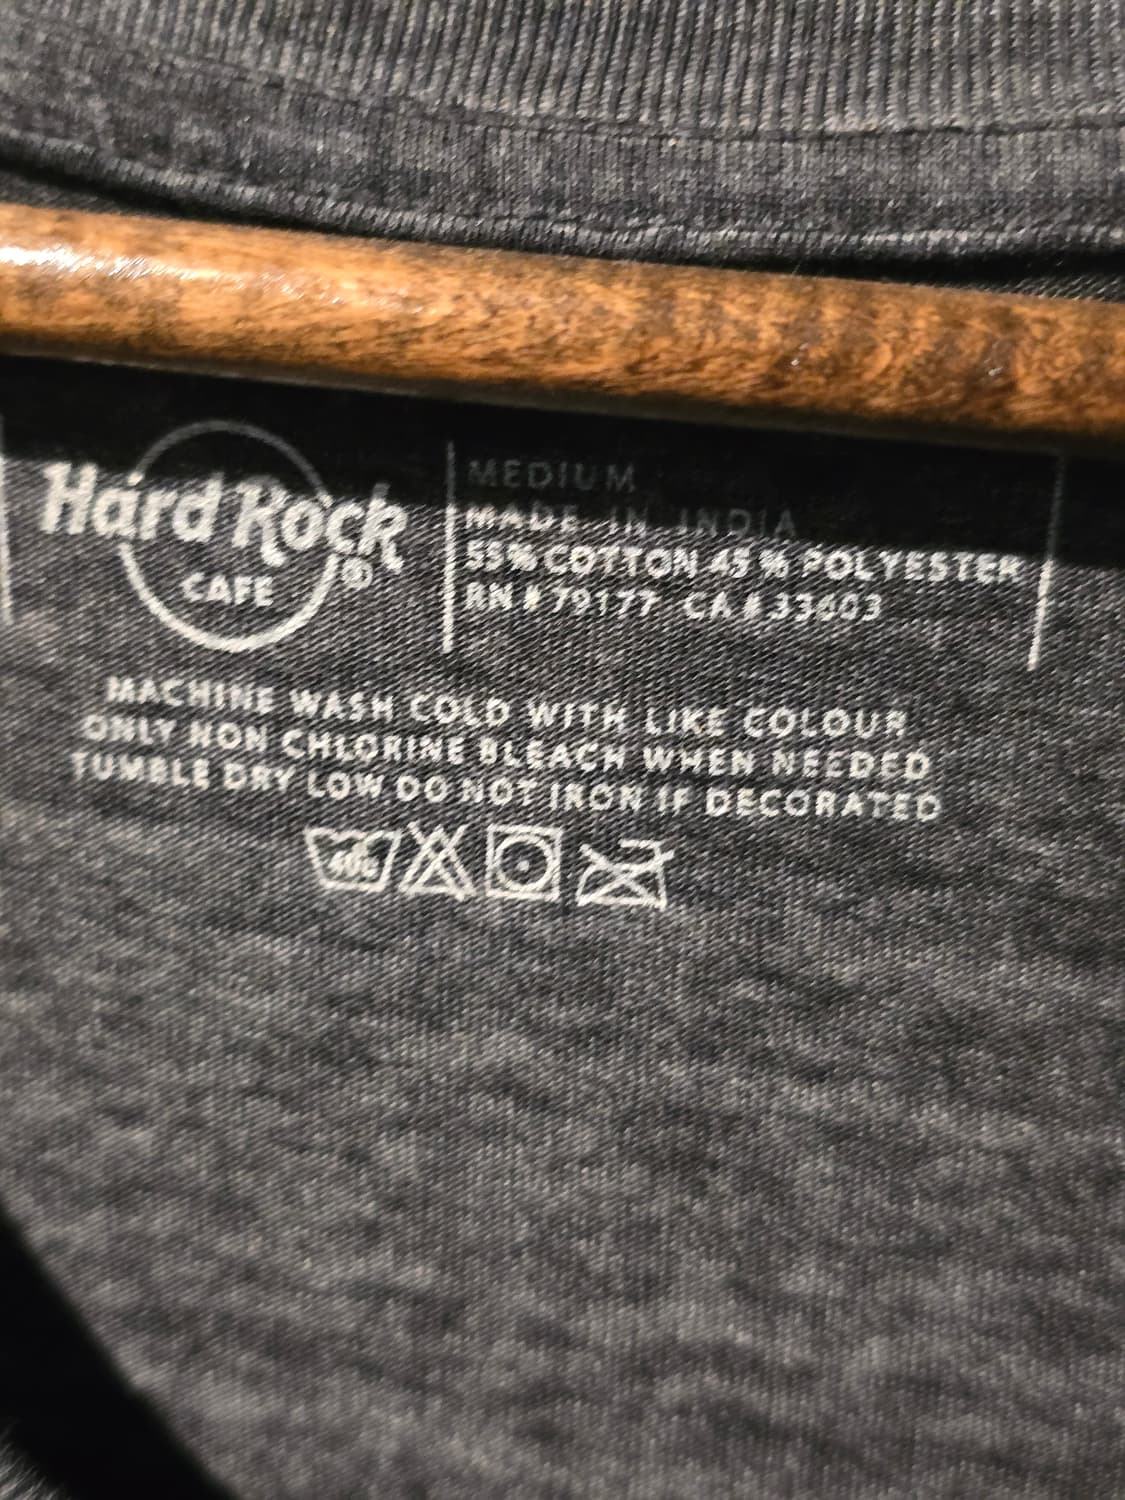 Hard Rock
CAFE
®
MEDIUM
MADE IN INDIA
55% COTTON 45% POLYESTER
RN # 79177 CA # 33603
MACHINE WASH COLD WITH LIKE COLOUR
ONLY NON CHLORINE BLEACH WHEN NEEDED
TUMBLE DRY LOW. DO NOT IRON IF DECORATED